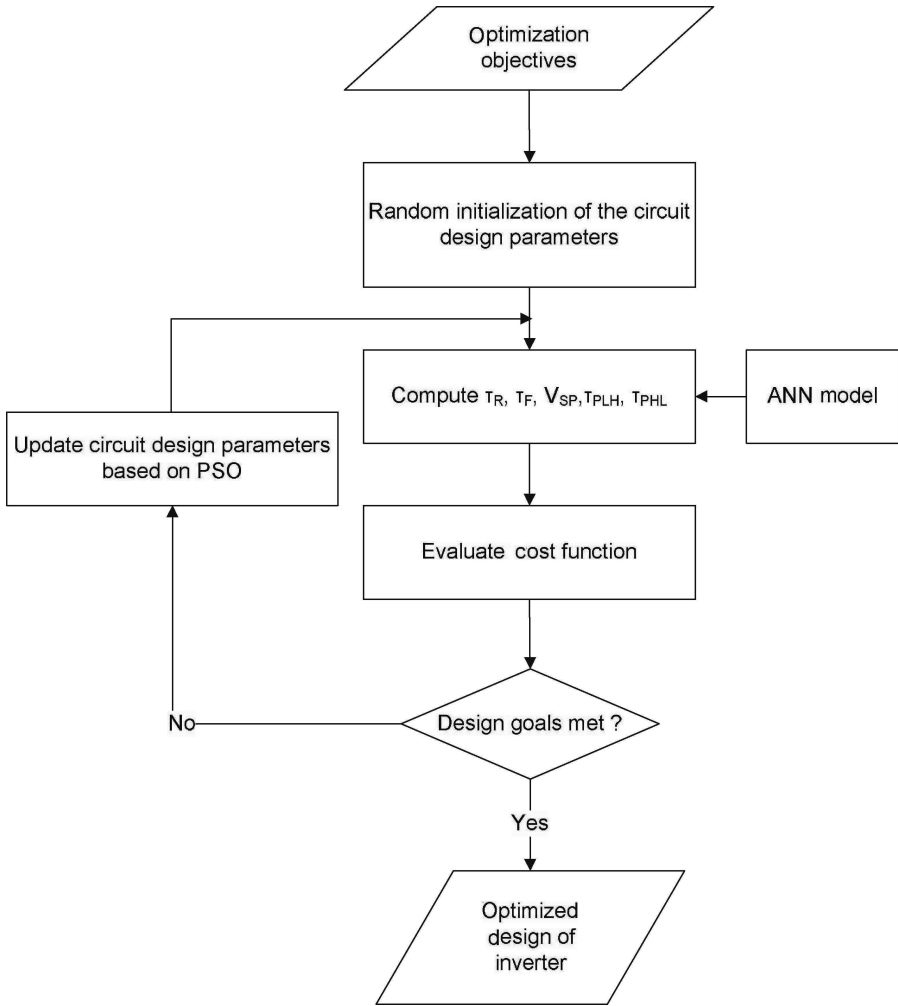 Optimization
objectives
Random initialization of the circuit
design parameters
Compute τR, τF, VSP,τPLH, τPHL
ANN model
Update circuit design parameters
based on PSO
Evaluate cost function
Design goals met ?
No
Yes
Optimized
design of
inverter